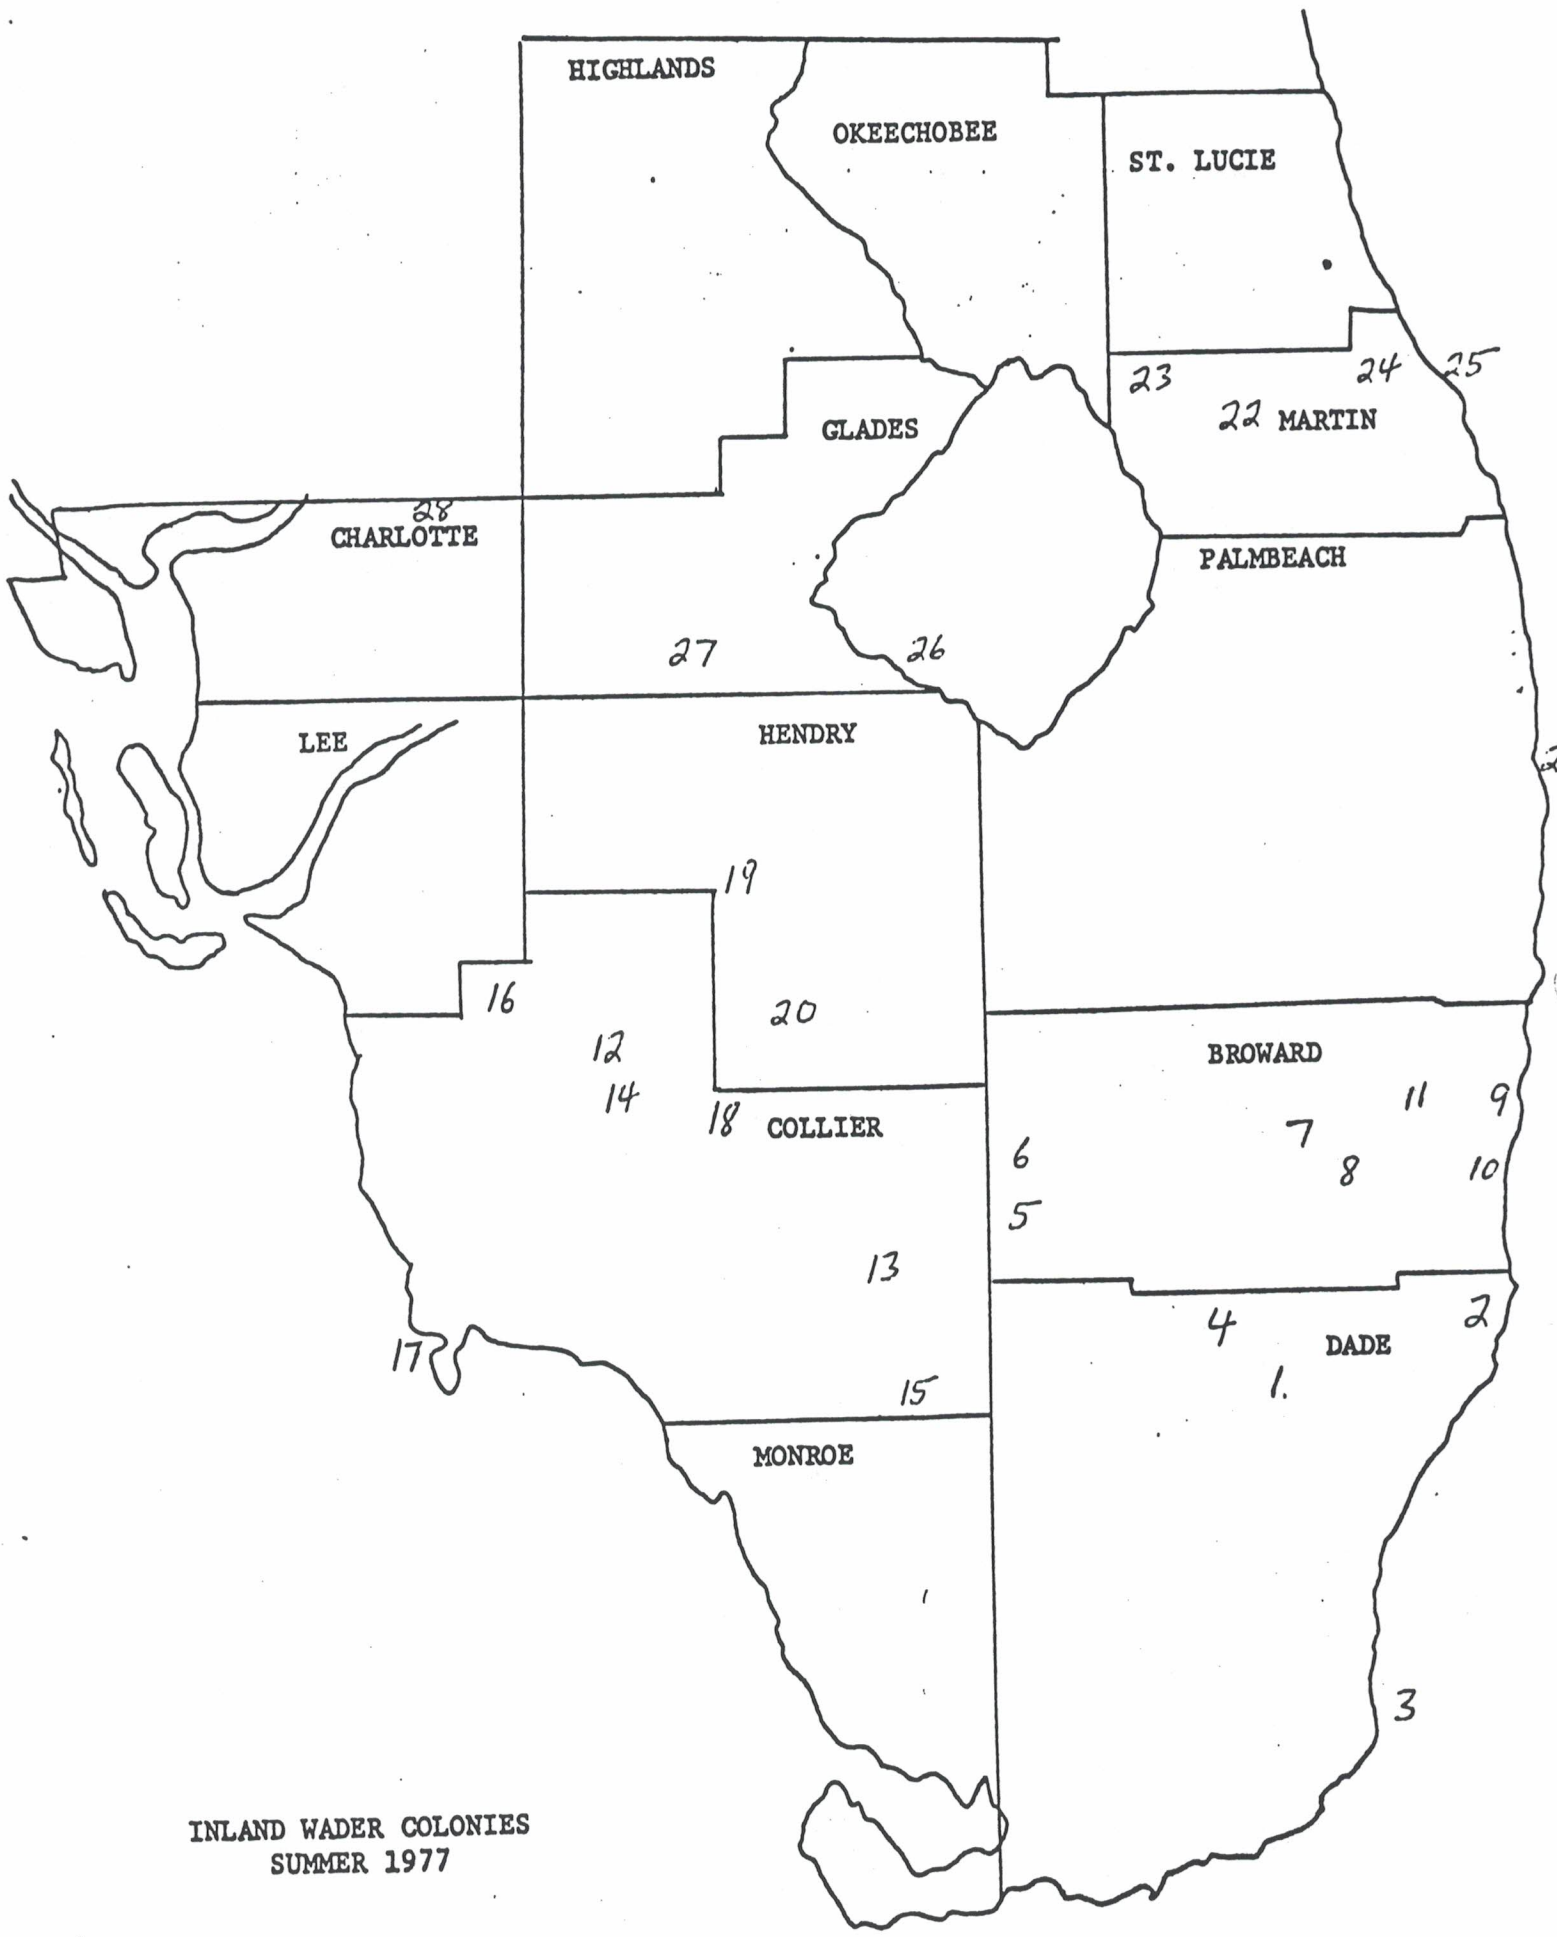 HIGHLANDS
OKEECHOBEE
ST. LUCIE
23
24
25
22 MARTIN
GLADES
28
CHARLOTTE
PALMBEACH
27
26
LEE
HENDRY
19
16
20
12
14
18 COLLIER
BROWARD
11
9
7
6
8
10
5
13
4
2
17
DADE
1.
15
MONROE
3
INLAND WADER COLONIES
SUMMER 1977